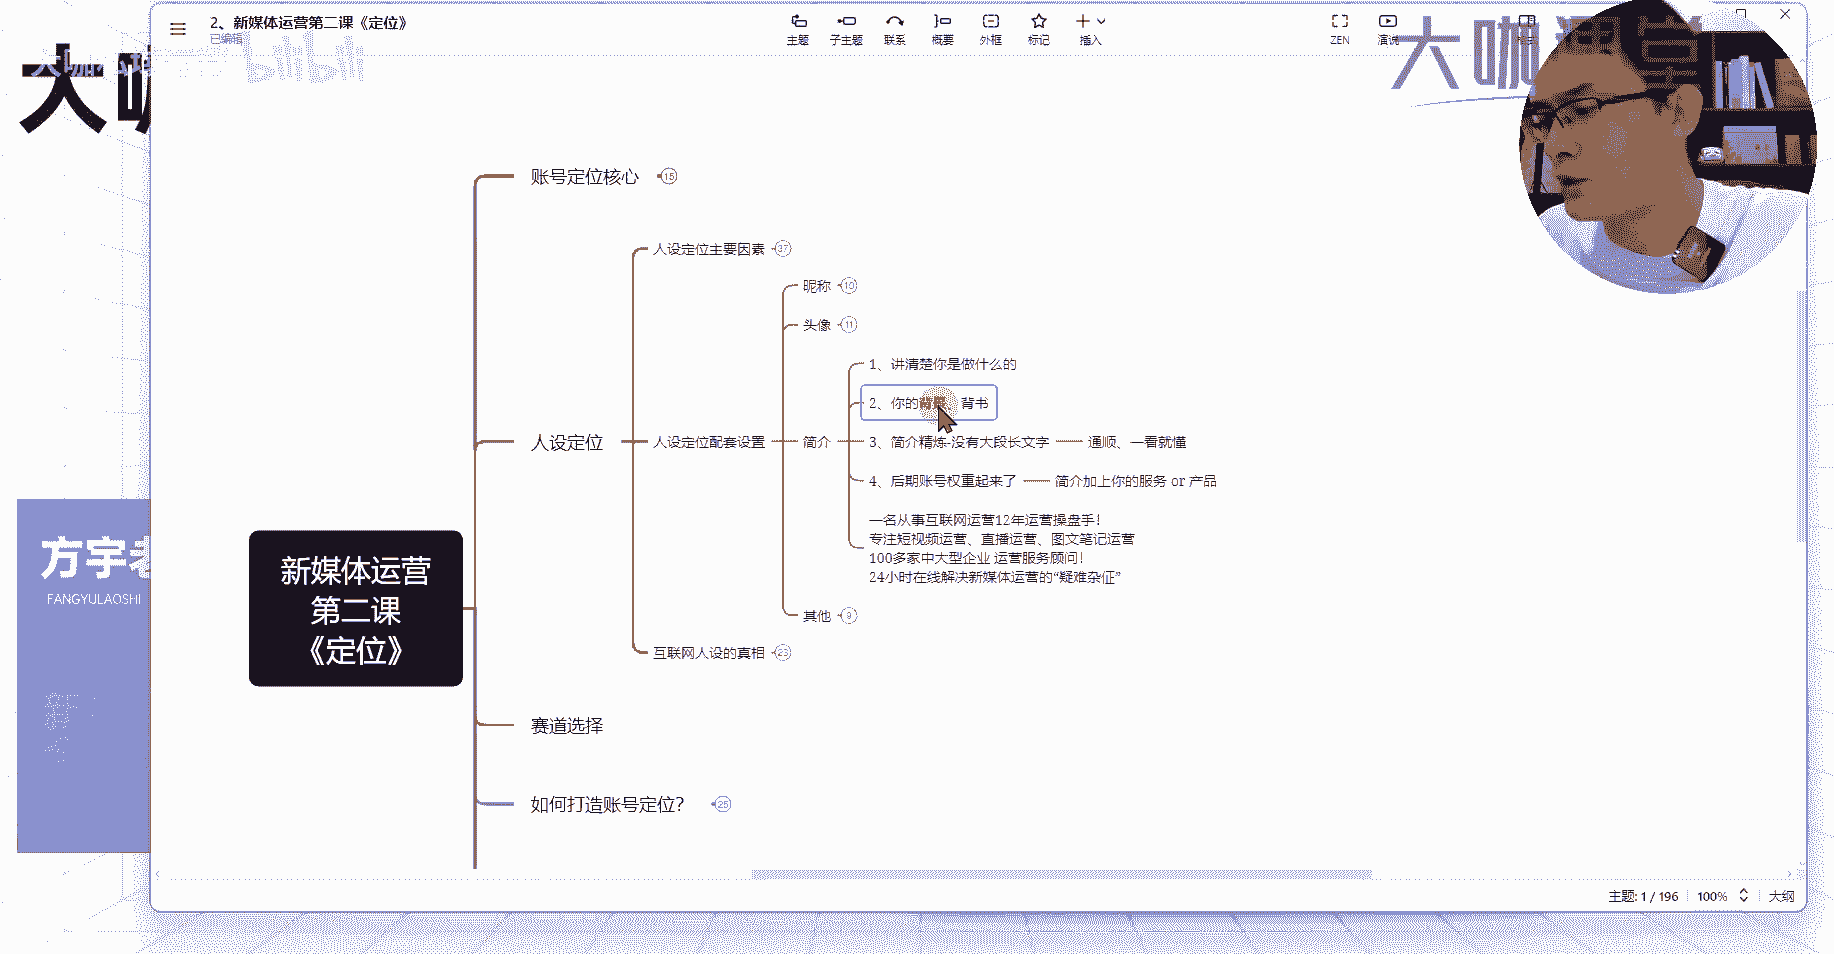 2、新媒体运营第二课《定位》
已编辑
主题
子主题
联系
概要
外框
标记
插入
ZEN
演说
大咖课堂
bilibili
大咖
账号定位核心 15
人设定位主要因素 37
昵称 10
头像 11
1、讲清楚你是做什么的
2、你的背景、背书
人设定位
人设定位配套设置
简介
3、简介精炼-没有大段长文字
通顺、一看就懂
4、后期账号权重起来了
简介加上你的服务 or 产品
一名从事互联网运营12年运营操盘手！
专注短视频运营、直播运营、图文笔记运营
100多家中大型企业 运营服务顾问！
24小时在线解决新媒体运营的“疑难杂症”
其他 9
互联网人设的真相 23
新媒体运营
第二课
《定位》
方宇老
FANGYULAOSHI
赛道选择
如何打造账号定位？ 25
主题: 1 / 196
100%
大纲